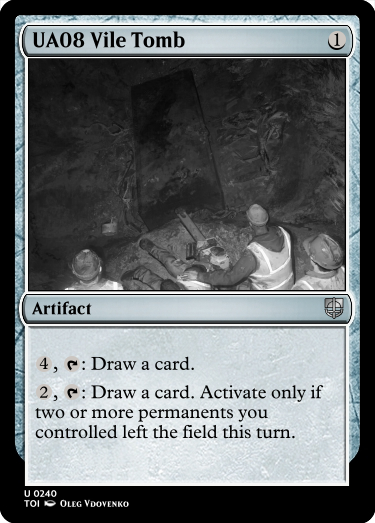 UA08 Vile Tomb 1
Artifact
4, : Draw a card.
2, : Draw a card. Activate only if
two or more permanents you
controlled left the field this turn.
U 0240
TOI Oleg Vdovenko